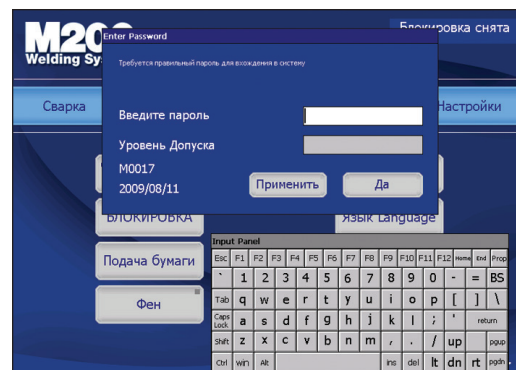 M20
Welding Sy
Блокировка снята
Enter Password
Требуется правильный пароль для вхождения в систему
Сварка
Настройки
Введите пароль
Уровень Допуска
M0017
2009/08/11
Применить
Да
БЛОКИРОВКА
Язык Language
Подача бумаги
Фен
Input Panel
Esc F1 F2 F3 F4 F5 F6 F7 F8 F9 F10 F11 F12 Home End Prop
` 1 2 3 4 5 6 7 8 9 0 - = BS
Tab q w e r t y u i o p [ ] \
Caps Lock a s d f g h j k l ; ' return
Shift z x c v b n m , . / up pgup
Ctrl win Alt ins del lt dn rt pgdn